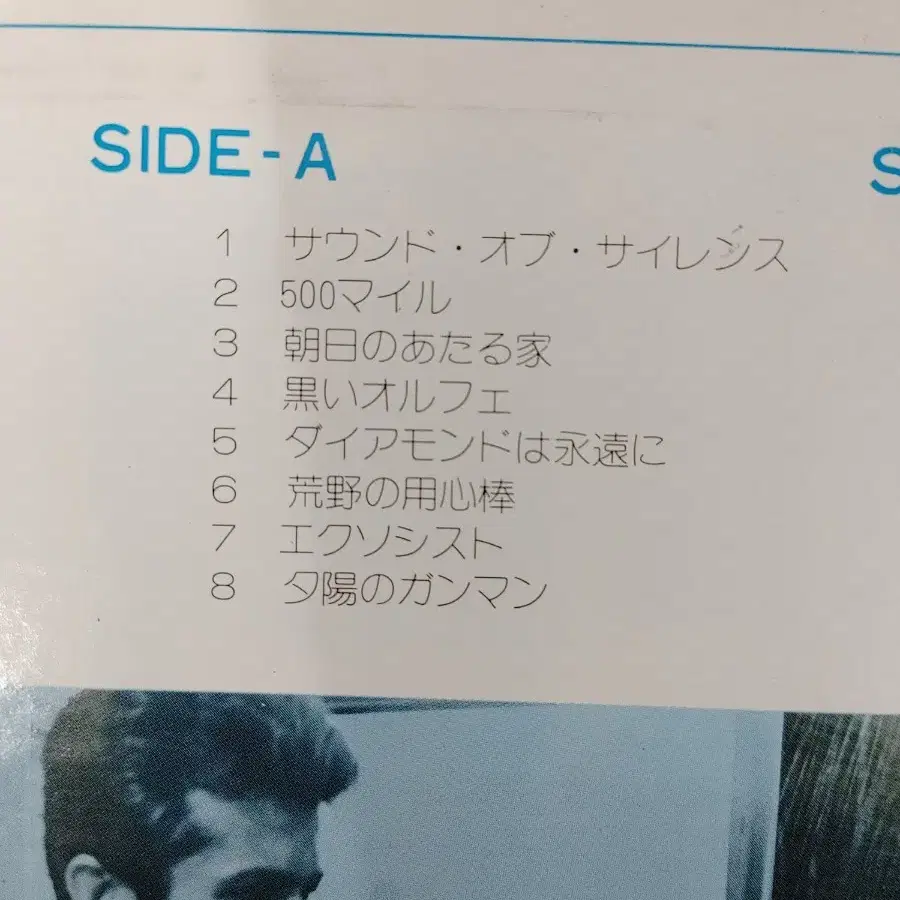 SIDE-A
1 サウンド・オブ・サイレンス
2 500マイル
3 朝日のあたる家
4 黒いオルフェ
5 ダイアモンドは永遠に
6 荒野の用心棒
7 エクソシスト
8 夕陽のガンマン
S